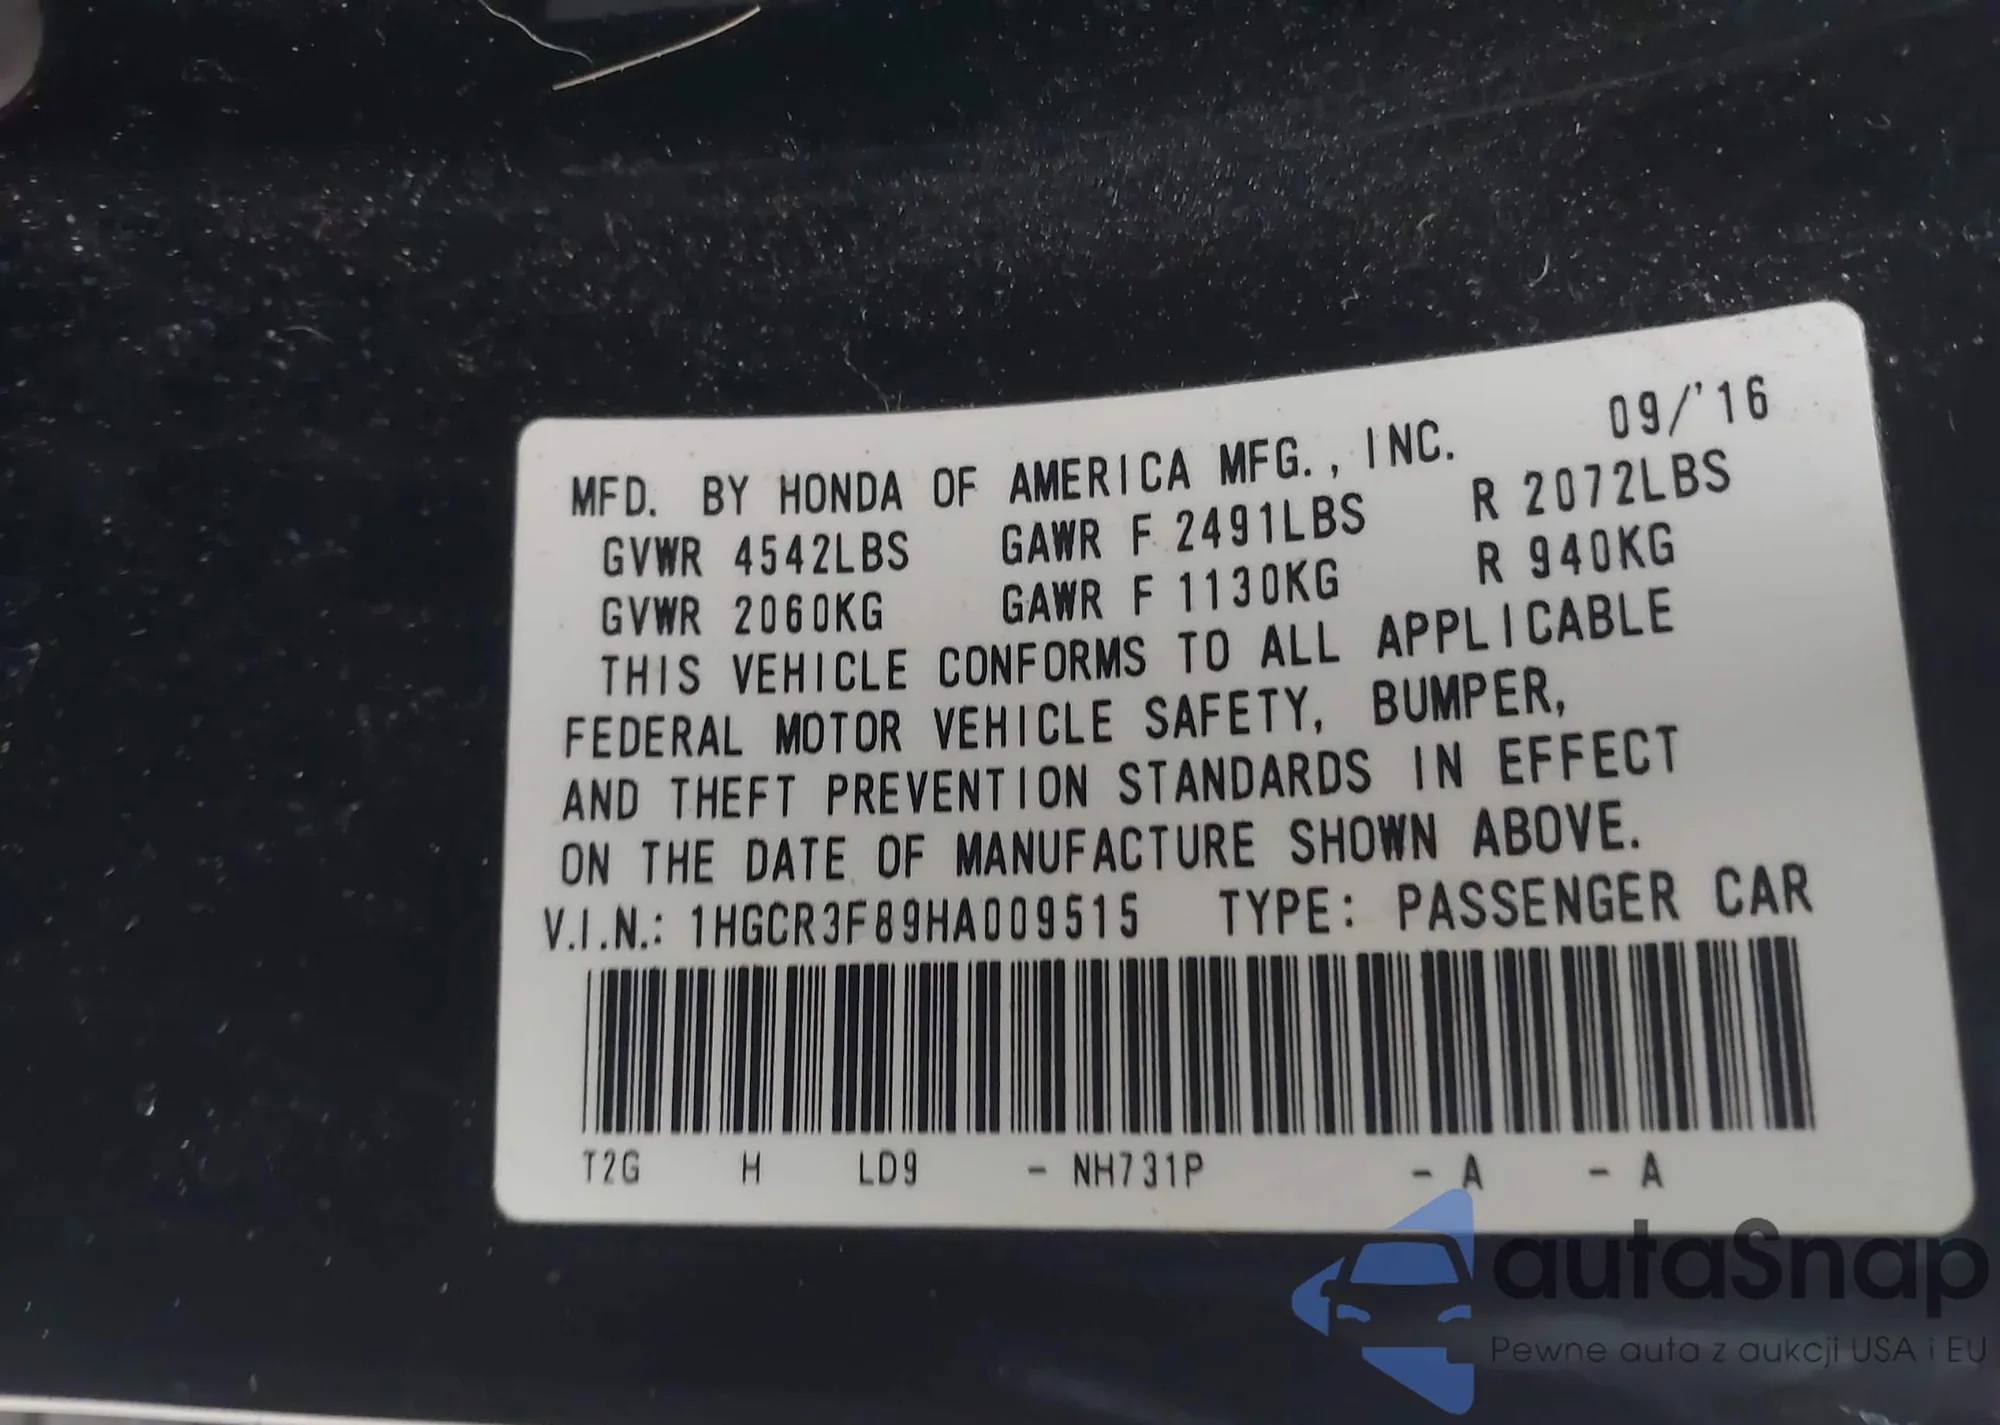 MFD. BY HONDA OF AMERICA MFG., INC. 09/'16
GVWR 4542LBS GAWR F 2491LBS R 2072LBS
GVWR 2060KG GAWR F 1130KG R 940KG
THIS VEHICLE CONFORMS TO ALL APPLICABLE
FEDERAL MOTOR VEHICLE SAFETY, BUMPER,
AND THEFT PREVENTION STANDARDS IN EFFECT
ON THE DATE OF MANUFACTURE SHOWN ABOVE.
V.I.N.: 1HGCR3F89HA009515 TYPE: PASSENGER CAR
T2G H LD9 - NH731P - A - A
autaSnap
Pewne auta z aukcji USA i EU